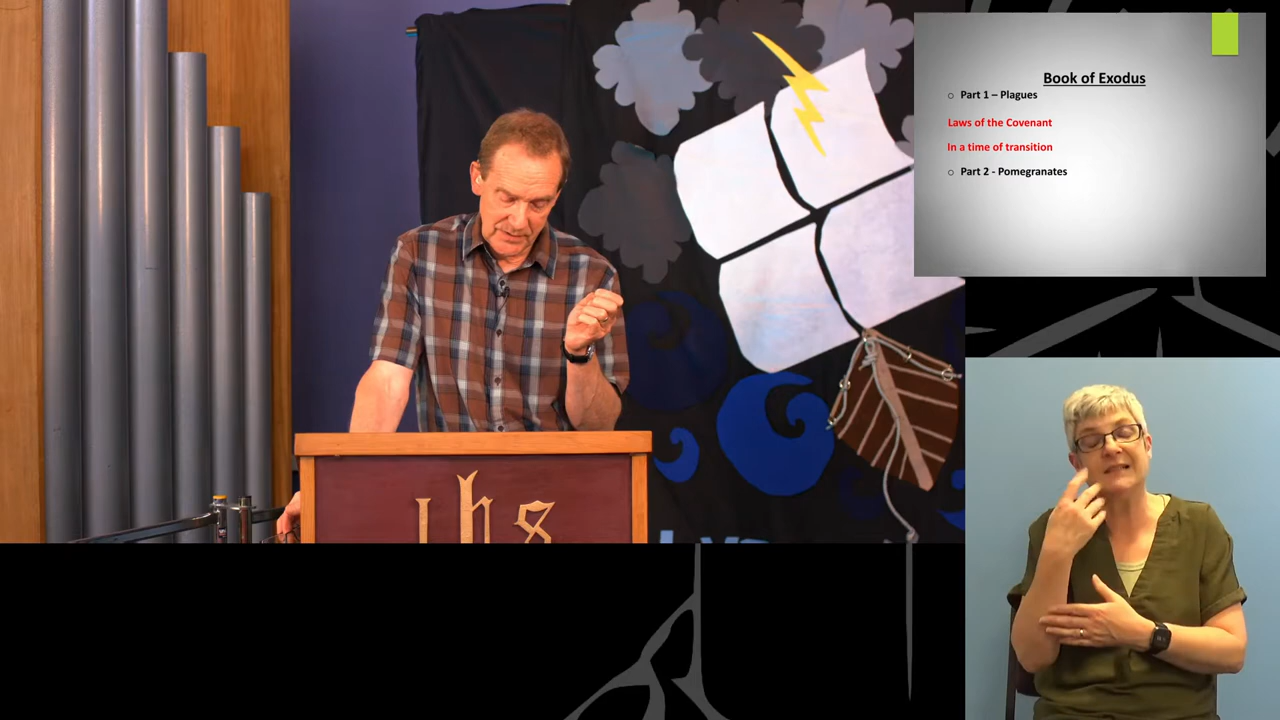 Book of Exodus
Part 1 – Plagues
Laws of the Covenant
In a time of transition
Part 2 - Pomegranates
ihs